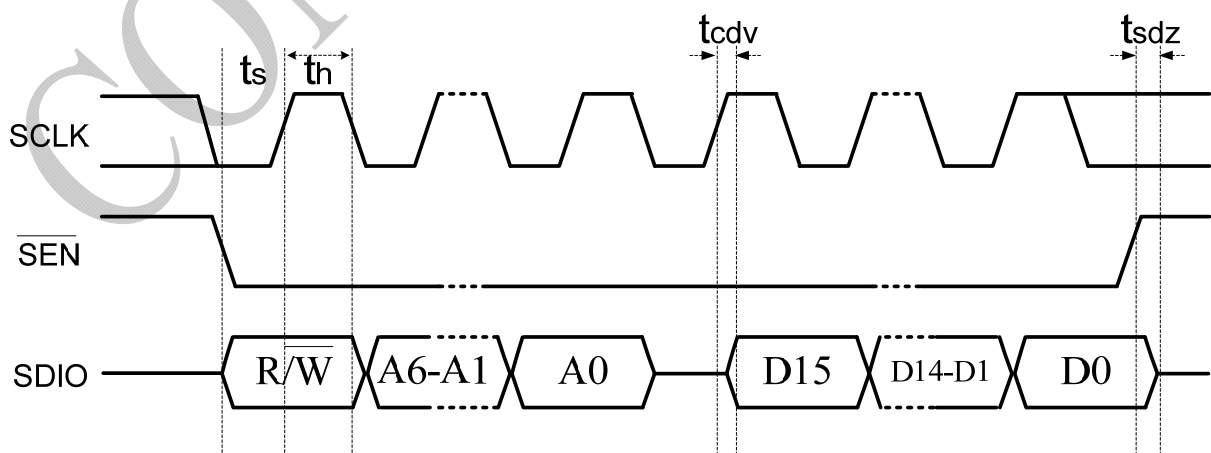 tcdv
tsdz
ts
th
SCLK
SEN
SDIO
R/W
A6-A1
A0
D15
D14-D1
D0